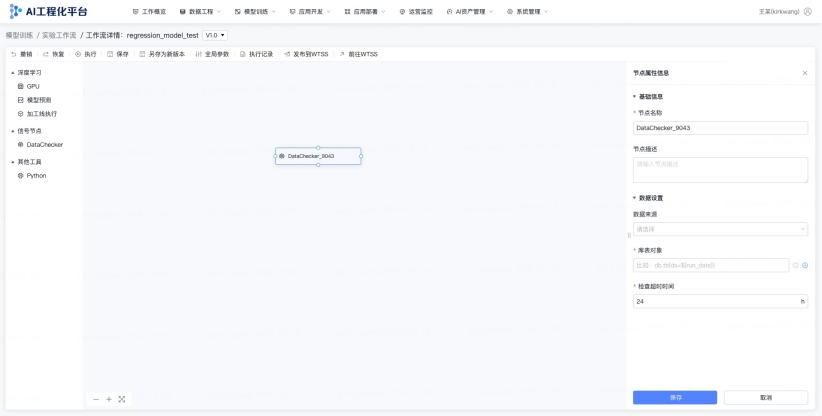 AI工程化平台 工作概览 数据工程 模型训练 应用开发 应用部署 运营监控 AI资产管理 系统管理 王某(kirkwang)
模型训练 / 实验工作流 / 工作流详情: regression_model_test V1.0
撤销 恢复 执行 保存 另存为新版本 全局参数 执行记录 发布到WTSS 前往WTSS
深度学习
GPU
模型预测
加工线执行
信号节点
DataChecker
其他工具
Python
DataChecker_9043
节点属性信息
基础信息
* 节点名称
DataChecker_9043
节点描述
请输入节点描述
数据设置
数据来源
请选择
* 库表对象
比如: db.tb{ds=${run_date}}
* 检查超时时间
24 h
保存 取消